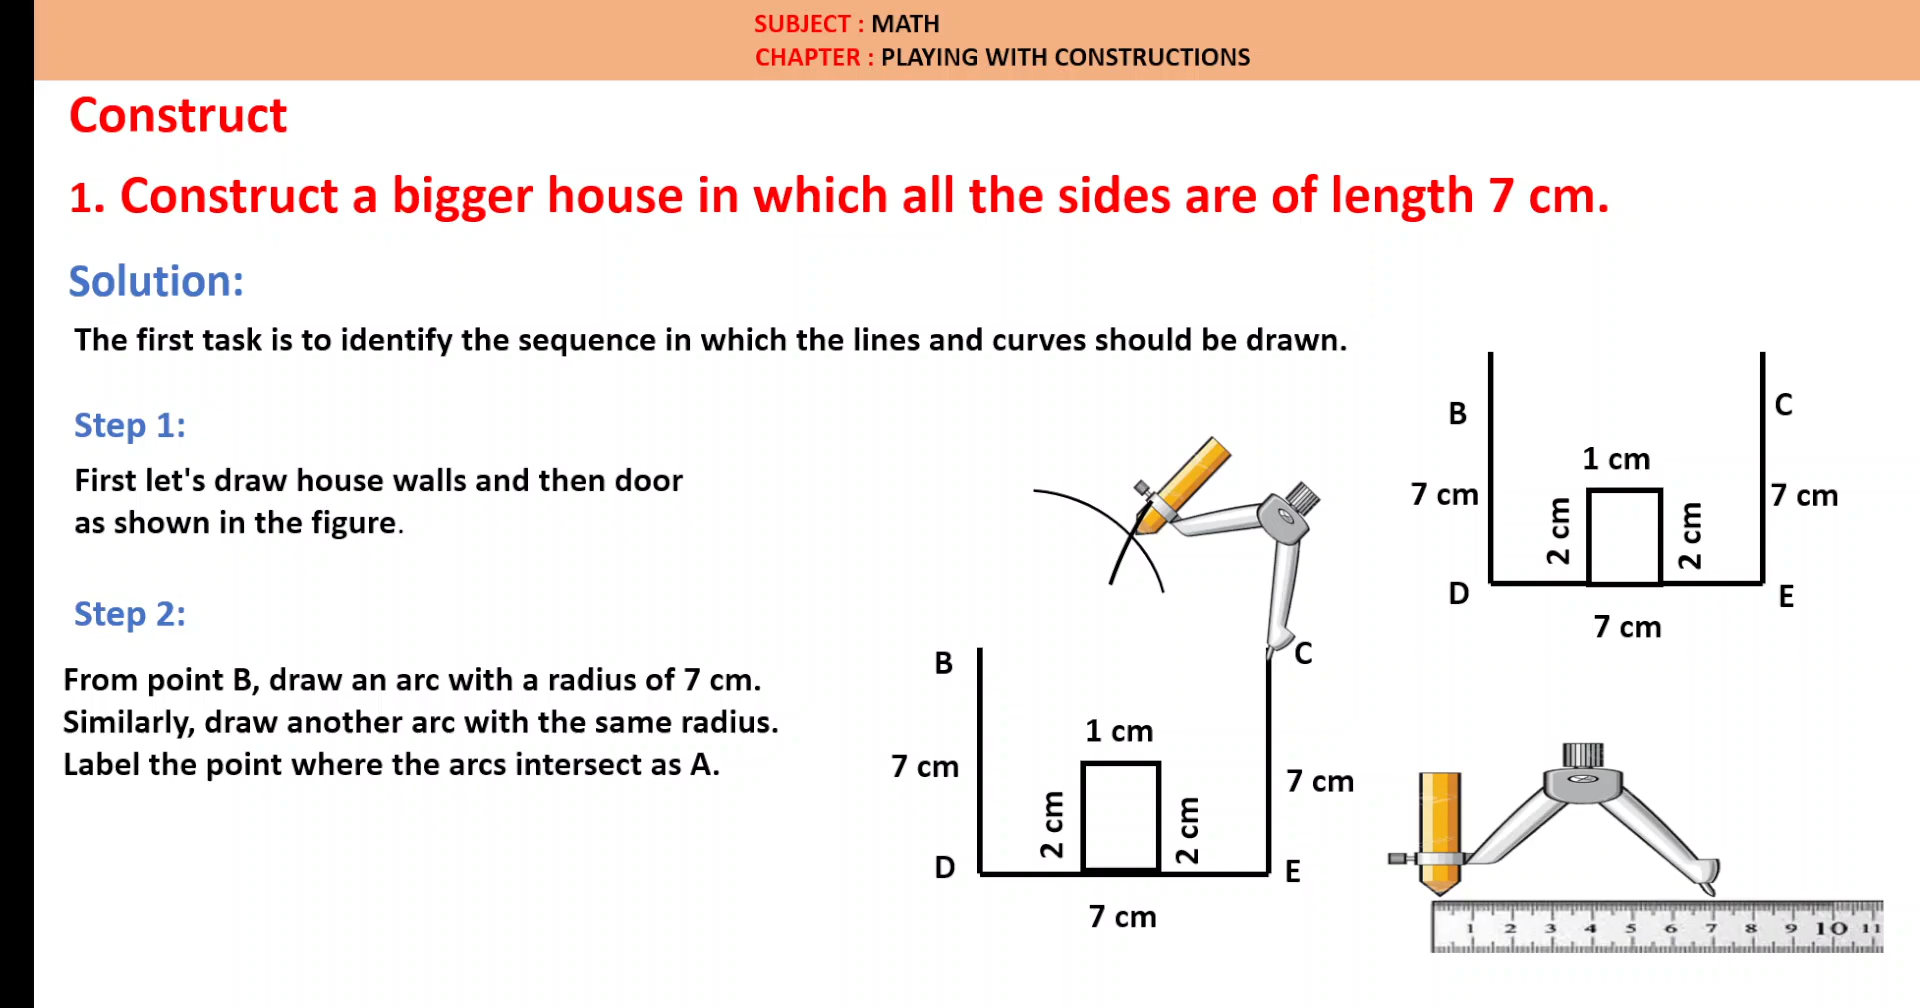 SUBJECT : MATH
CHAPTER : PLAYING WITH CONSTRUCTIONS
Construct
1. Construct a bigger house in which all the sides are of length 7 cm.
Solution:
The first task is to identify the sequence in which the lines and curves should be drawn.
Step 1:
First let's draw house walls and then door
as shown in the figure.
Step 2:
From point B, draw an arc with a radius of 7 cm.
Similarly, draw another arc with the same radius.
Label the point where the arcs intersect as A.
B
C
1 cm
7 cm
2 cm
2 cm
7 cm
D
E
7 cm
B
C
1 cm
7 cm
2 cm
2 cm
7 cm
D
E
7 cm
1 2 3 4 5 6 7 8 9 10 11